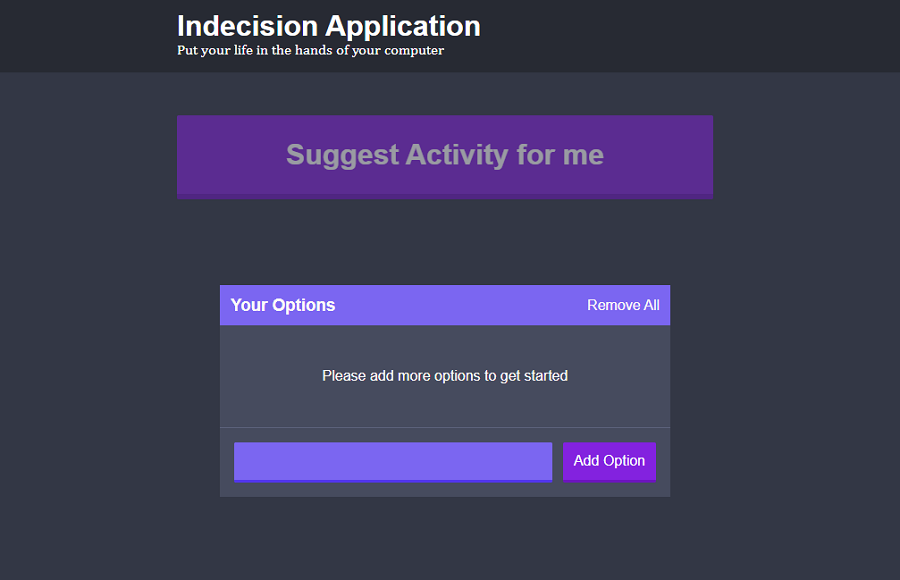 Indecision Application
Put your life in the hands of your computer
Suggest Activity for me
Your Options
Remove All
Please add more options to get started
Add Option